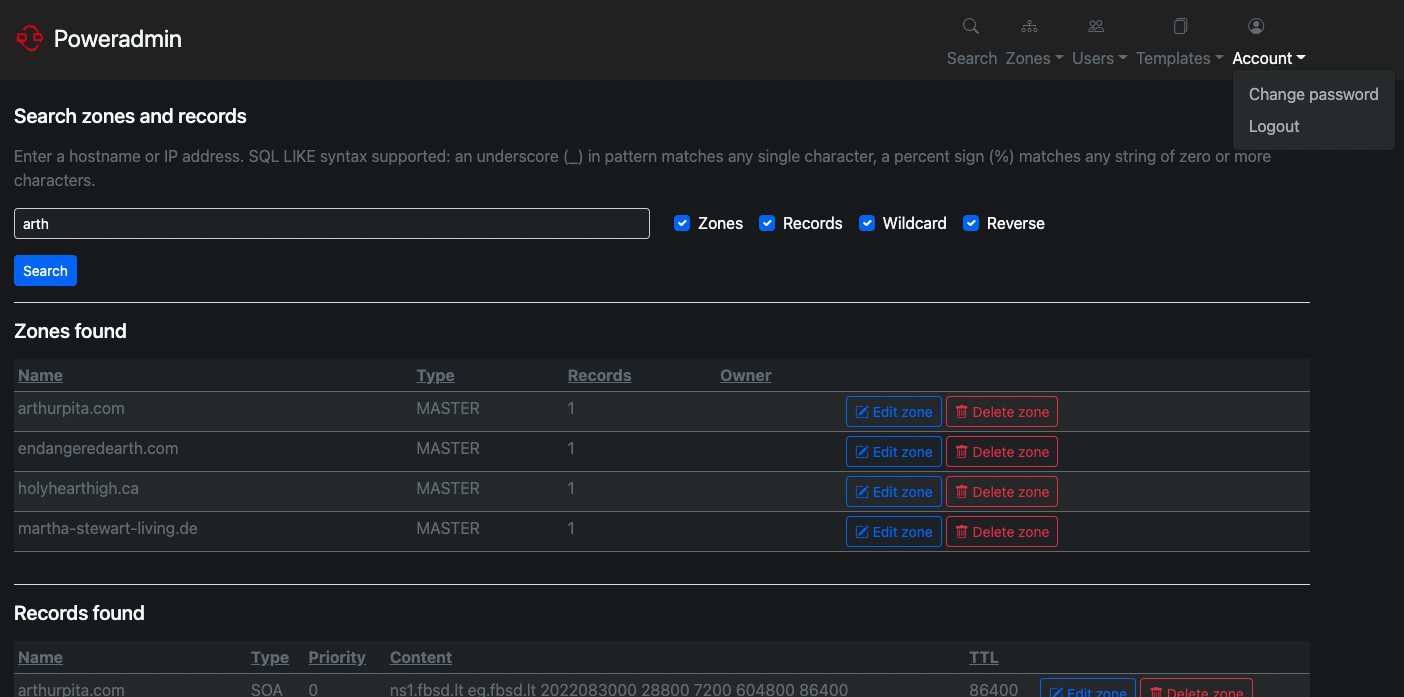 Poweradmin
Search Zones Users Templates Account
Change password
Logout
Search zones and records
Enter a hostname or IP address. SQL LIKE syntax supported: an underscore (_) in pattern matches any single character, a percent sign (%) matches any string of zero or more
characters.
arth Zones Records Wildcard Reverse
Search
Zones found
Name Type Records Owner
arthurpita.com MASTER 1 Edit zone Delete zone
endangeredearth.com MASTER 1 Edit zone Delete zone
holyhearthigh.ca MASTER 1 Edit zone Delete zone
martha-stewart-living.de MASTER 1 Edit zone Delete zone
Records found
Name Type Priority Content TTL
arthurpita.com SOA 0 ns1.fbsd.lt eg.fbsd.lt 2022083000 28800 7200 604800 86400 86400 Edit zone Delete zone